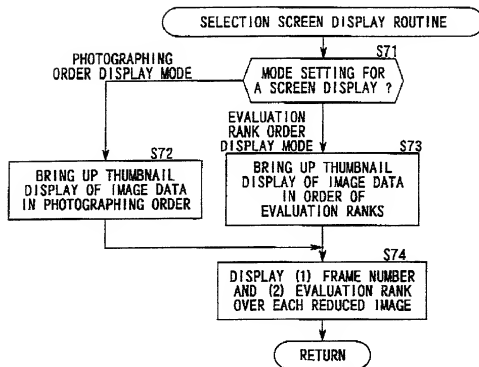 SELECTION SCREEN DISPLAY ROUTINE
S71
PHOTOGRAPHING
ORDER DISPLAY MODE
MODE SETTING FOR
A SCREEN DISPLAY ?
EVALUATION
RANK ORDER
DISPLAY MODE
S72
BRING UP THUMBNAIL
DISPLAY OF IMAGE DATA
IN PHOTOGRAPHING ORDER
S73
BRING UP THUMBNAIL
DISPLAY OF IMAGE DATA
IN ORDER OF
EVALUATION RANKS
S74
DISPLAY (1) FRAME NUMBER
AND (2) EVALUATION RANK
OVER EACH REDUCED IMAGE
RETURN